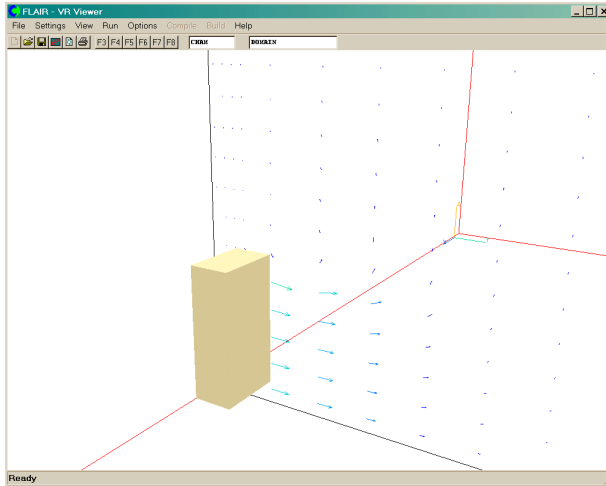 FLAIR - VR Viewer
File Settings View Run Options Compile Build Help
F3 F4 F5 F6 F7 F8 CHAM DOMAIN
Ready